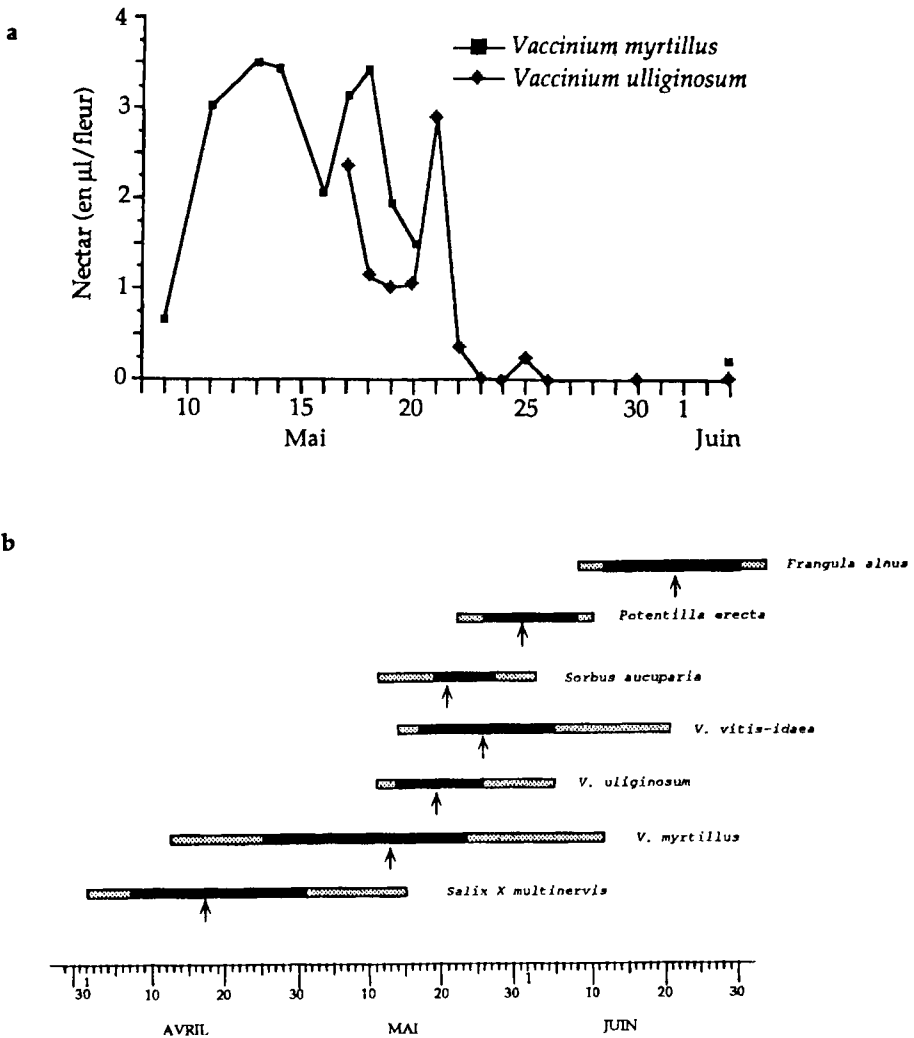 a
4
3
2
1
0
Nectar (en µl/fleur)
Vaccinium myrtillus
Vaccinium ulliginosum
10 15 20 25 30 1
Mai Juin
b
Frangula alnus
Potentilla erecta
Sorbus aucuparia
V. vitis-idaea
V. uliginosum
V. myrtillus
Salix X multinervis
30 1 10 20 30 10 20 30 1 10 20 30
AVRIL MAI JUIN